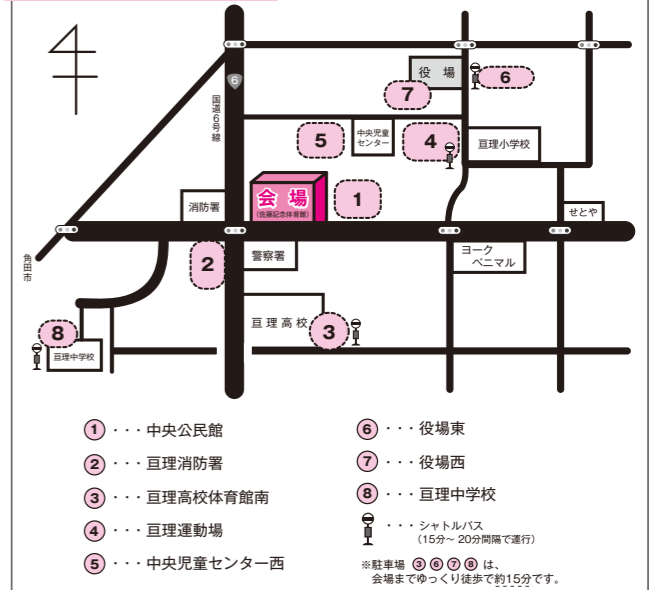 役 場
6
国道6号線
7
6
5
中央児童
センター
4
亘理小学校
会 場
(佐藤記念体育館)
1
消防署
せとや
2
警察署
ヨーク
ベニマル
角田市
亘理高校
3
8
亘理中学校
1 ・・・中央公民館
2 ・・・亘理消防署
3 ・・・亘理高校体育館南
4 ・・・亘理運動場
5 ・・・中央児童センター西
6 ・・・役場東
7 ・・・役場西
8 ・・・亘理中学校
・・・シャトルバス
(15分〜 20分間隔で運行)
※駐車場 3 6 7 8 は、
会場までゆっくり徒歩で約15分です。